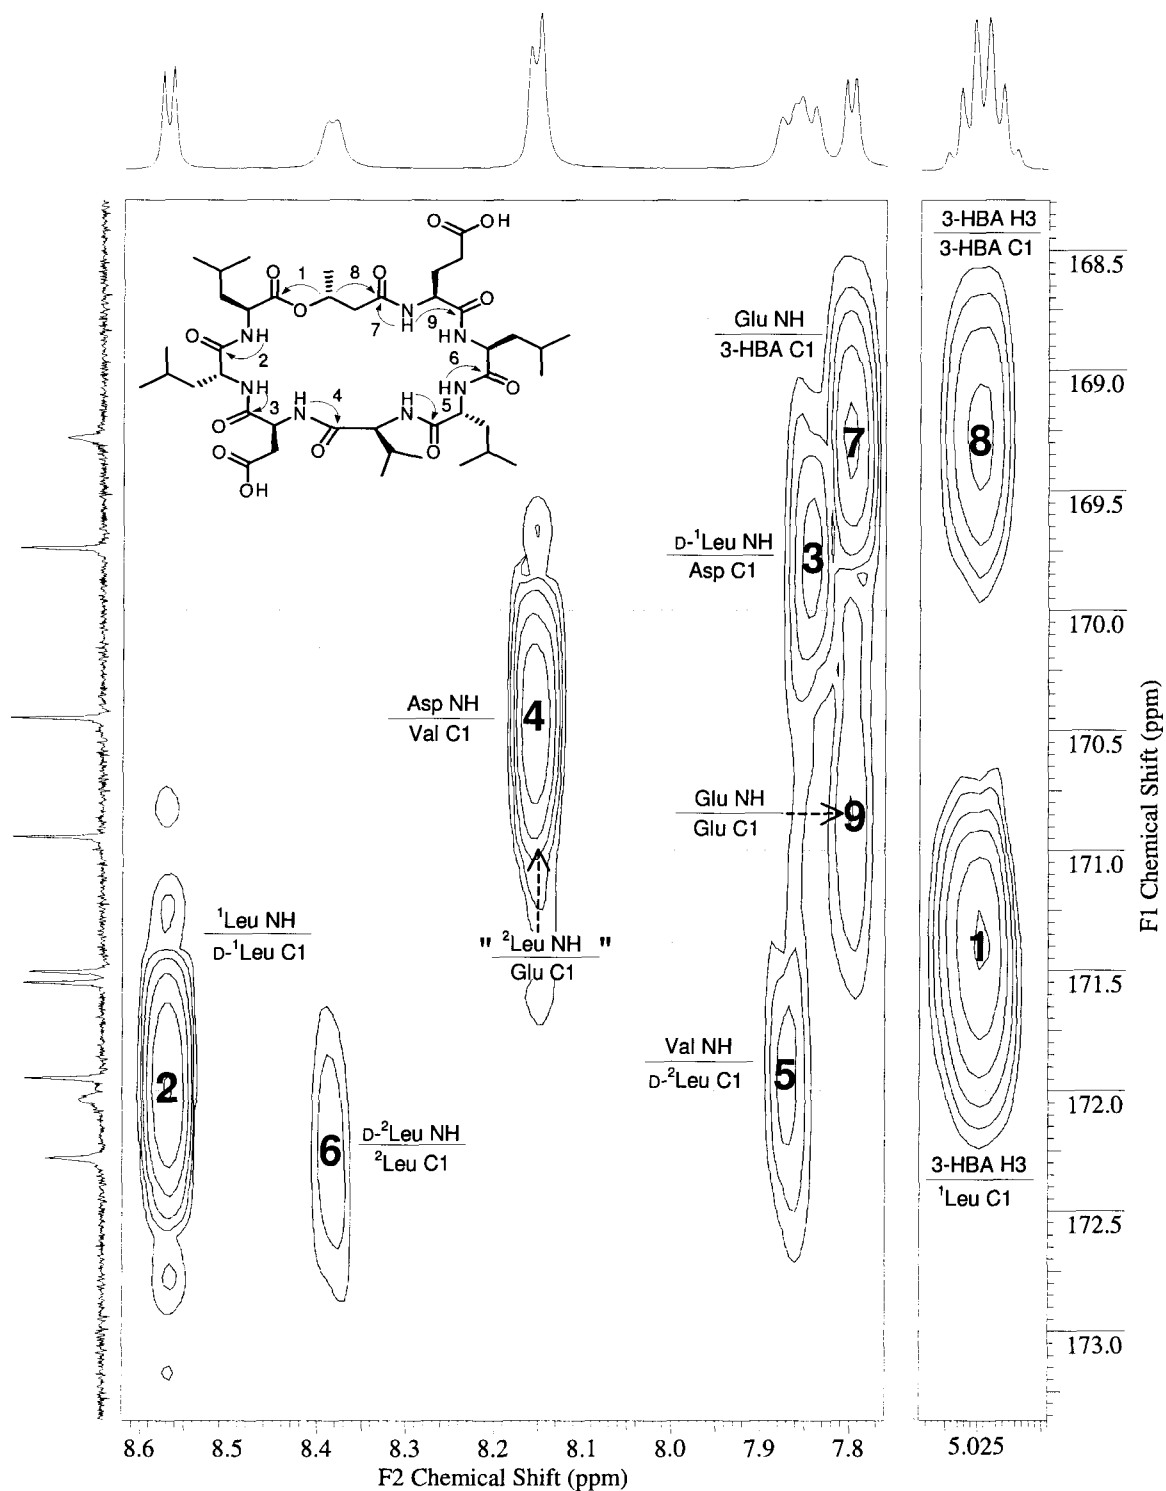 3-HBA H3
3-HBA C1
O
OH
1
8
O
O
O
O
7
N
H
9
O
NH
O
NH
2
6
NH
NH
O
O
3
H
N
4
H
N
5
O
O
O
O
OH
Glu NH
3-HBA C1
7
8
D-¹Leu NH
Asp C1
3
Asp NH
Val C1
4
Glu NH
Glu C1
9
" ²Leu NH "
Glu C1
¹Leu NH
D-¹Leu C1
1
2
Val NH
D-²Leu C1
5
6
D-²Leu NH
²Leu C1
3-HBA H3
¹Leu C1
168.5
169.0
169.5
170.0
170.5
171.0
171.5
172.0
172.5
173.0
F1 Chemical Shift (ppm)
8.6 8.5 8.4 8.3 8.2 8.1 8.0 7.9 7.8 5.025
F2 Chemical Shift (ppm)